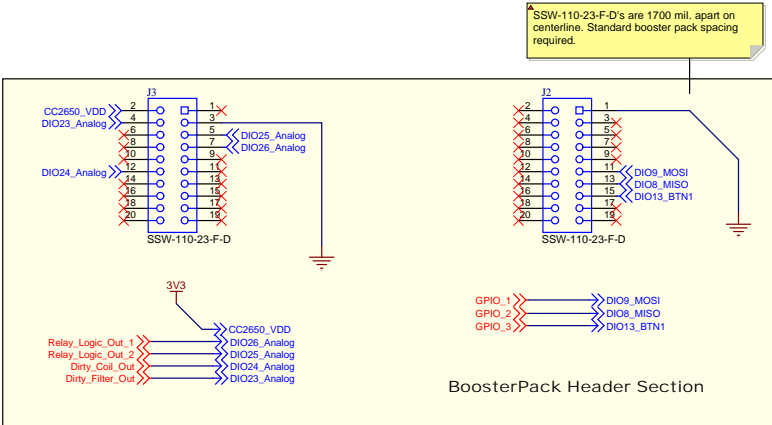 SSW-110-23-F-D's are 1700 mil. apart on
centerline. Standard booster pack spacing
required.
J3
CC2650_VDD 2 1
DIO23_Analog 4 3
6 5 DIO25_Analog
8 7 DIO26_Analog
10 9
DIO24_Analog 12 11
14 13
16 15
18 17
20 19
SSW-110-23-F-D
J2
2 1
4 3
6 5
8 7
10 9
12 11 DIO9_MOSI
14 13 DIO8_MISO
16 15 DIO13_BTN1
18 17
20 19
SSW-110-23-F-D
3V3
CC2650_VDD
Relay_Logic_Out_1 DIO26_Analog
Relay_Logic_Out_2 DIO25_Analog
Dirty_Coil_Out DIO24_Analog
Dirty_Filter_Out DIO23_Analog
GPIO_1 DIO9_MOSI
GPIO_2 DIO8_MISO
GPIO_3 DIO13_BTN1
BoosterPack Header Section